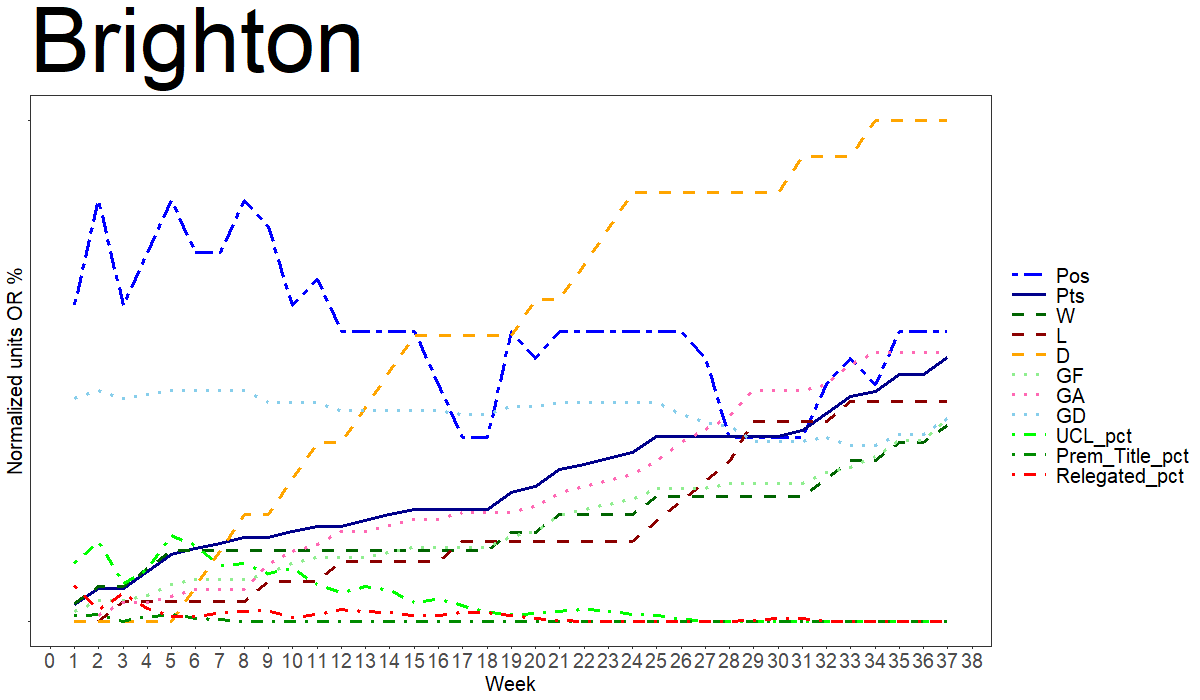 Brighton
Normalized units OR %
Pos
Pts
W
L
D
GF
GA
GD
UCL_pct
Prem_Title_pct
Relegated_pct
0 1 2 3 4 5 6 7 8 9 10 11 12 13 14 15 16 17 18 19 20 21 22 23 24 25 26 27 28 29 30 31 32 33 34 35 36 37 38
Week